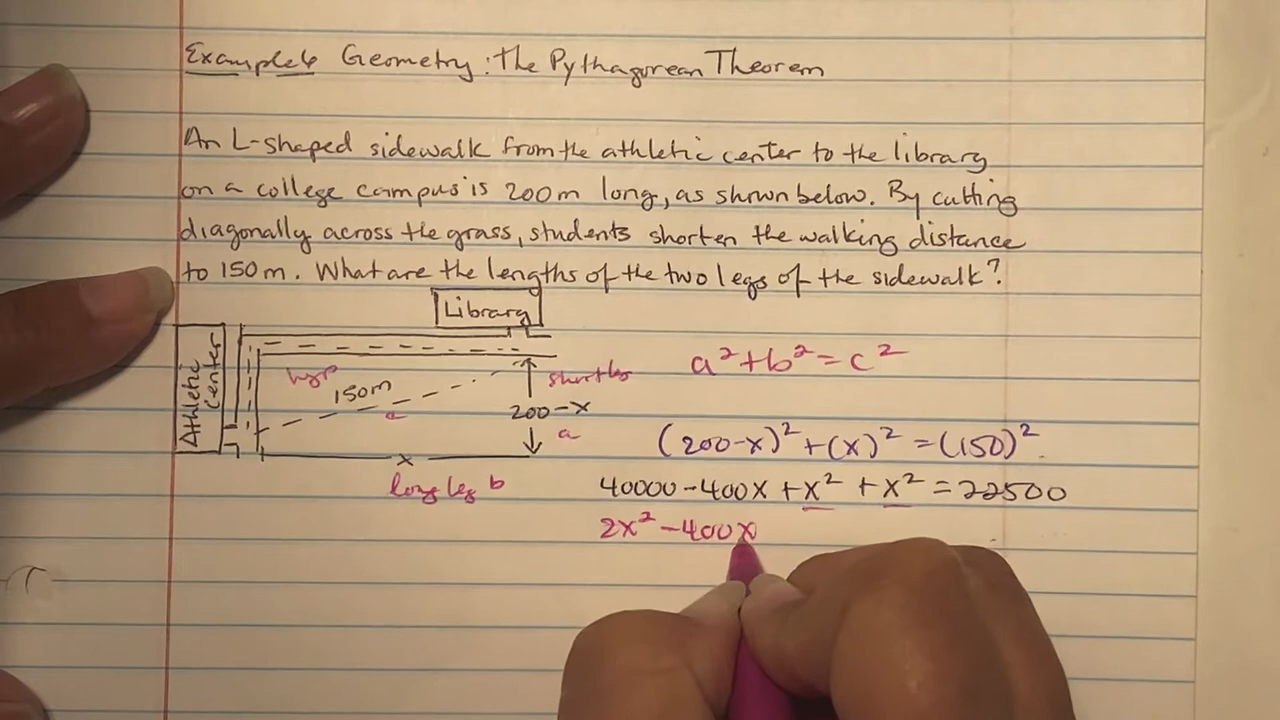 Example 6 Geometry: The Pythagorean Theorem
An L-shaped sidewalk from the athletic center to the library
on a college campus is 200m long, as shown below. By cutting
diagonally across the grass, students shorten the walking distance
to 150m. What are the lengths of the two legs of the sidewalk?
Library
Athletic
Center
hyp
150m
c
short leg
200-x
a
x
long leg b
a²+b²=c²
(200-x)²+(x)²=(150)²
40000-400x+x²+x²=22500
2x²-400x